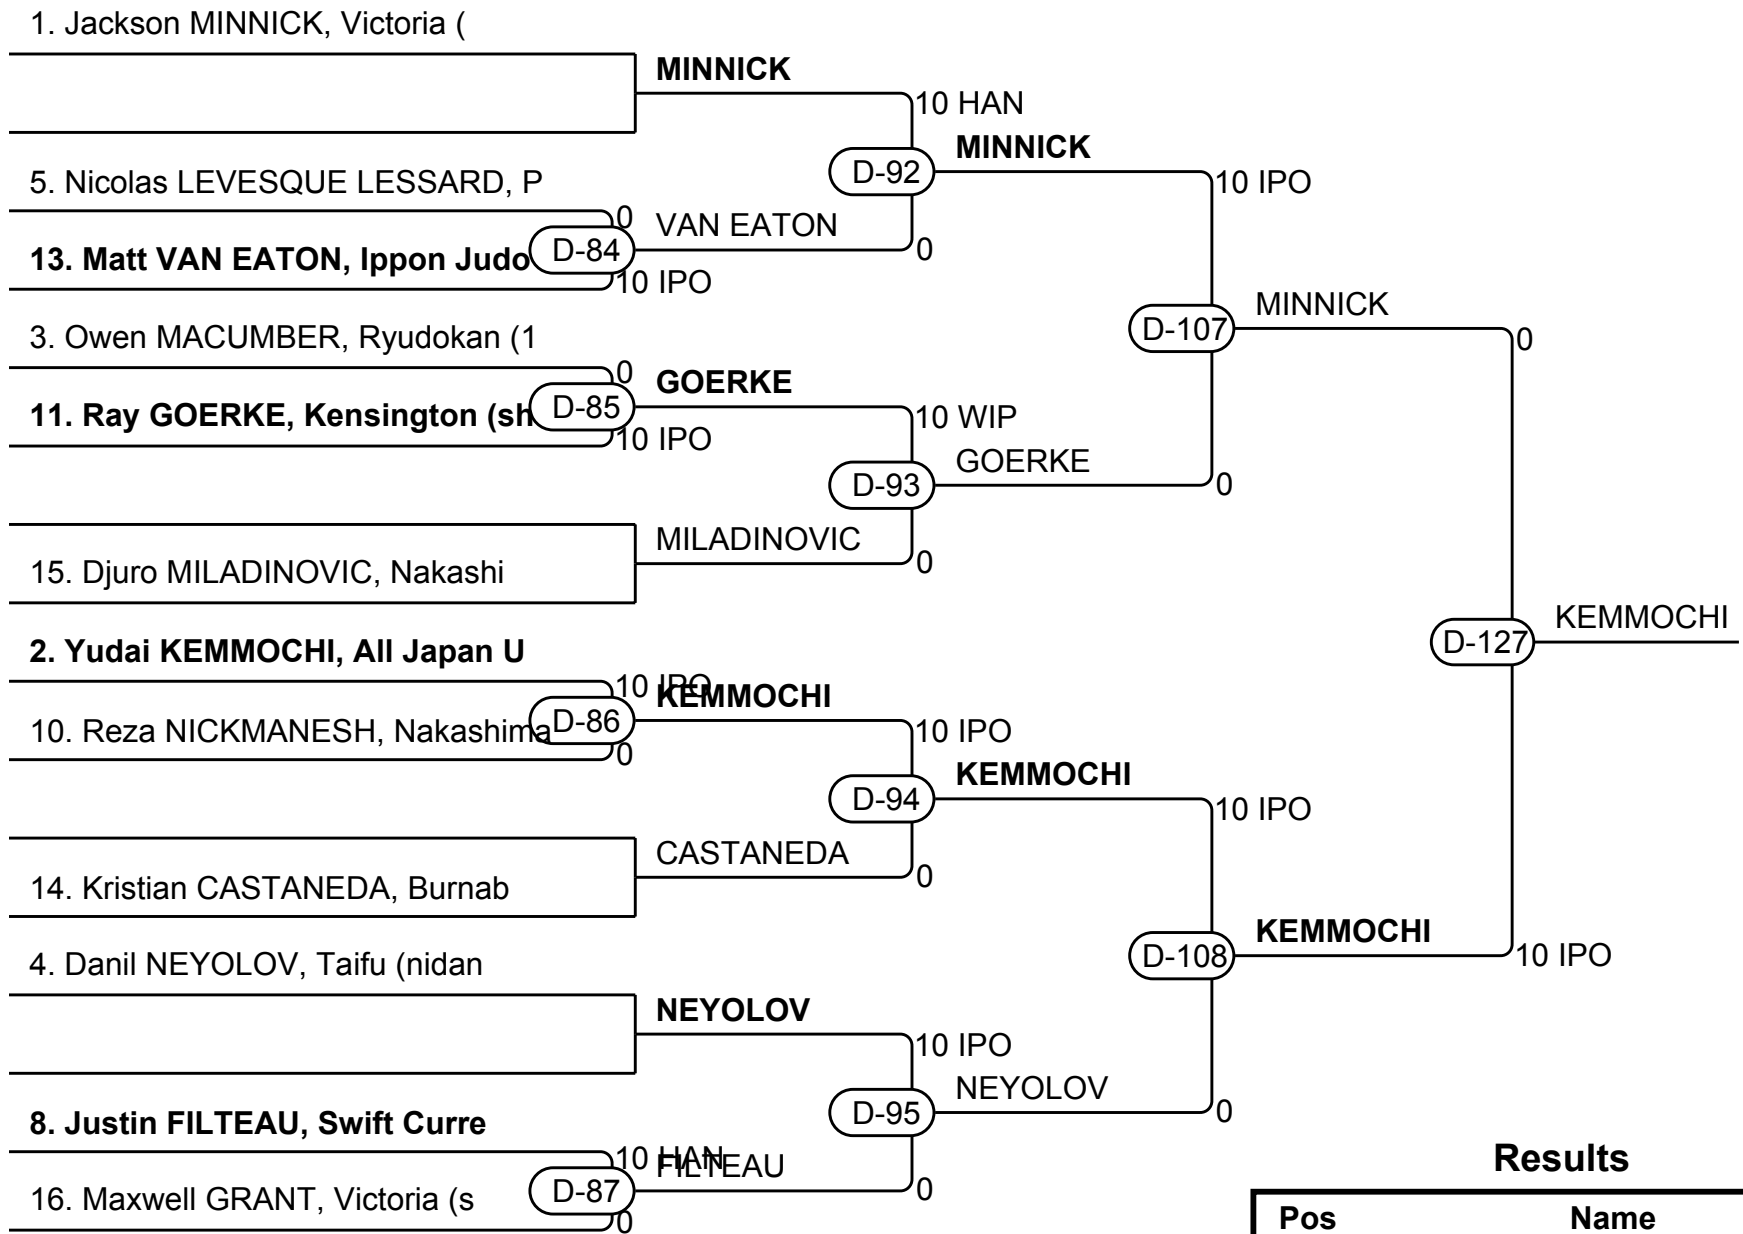 1. Jackson MINNICK, Victoria (
MINNICK
10 HAN
MINNICK
D-92
5. Nicolas LEVESQUE LESSARD, P
10 IPO
0
VAN EATON
13. Matt VAN EATON, Ippon Judo
D-84
0
10 IPO
MINNICK
3. Owen MACUMBER, Ryudokan (1
D-107
0
0
GOERKE
11. Ray GOERKE, Kensington (sh
D-85
10 WIP
10 IPO
GOERKE
D-93
0
MILADINOVIC
15. Djuro MILADINOVIC, Nakashi
0
KEMMOCHI
2. Yudai KEMMOCHI, All Japan U
D-127
10 IPO
KEMMOCHI
10. Reza NICKMANESH, Nakashima
D-86
10 IPO
0
KEMMOCHI
D-94
10 IPO
CASTANEDA
14. Kristian CASTANEDA, Burnab
0
KEMMOCHI
4. Danil NEYOLOV, Taifu (nidan
D-108
10 IPO
NEYOLOV
10 IPO
NEYOLOV
8. Justin FILTEAU, Swift Curre
D-95
0
10 HAN
FILTEAU
16. Maxwell GRANT, Victoria (s
D-87
0
0
Results
Pos Name